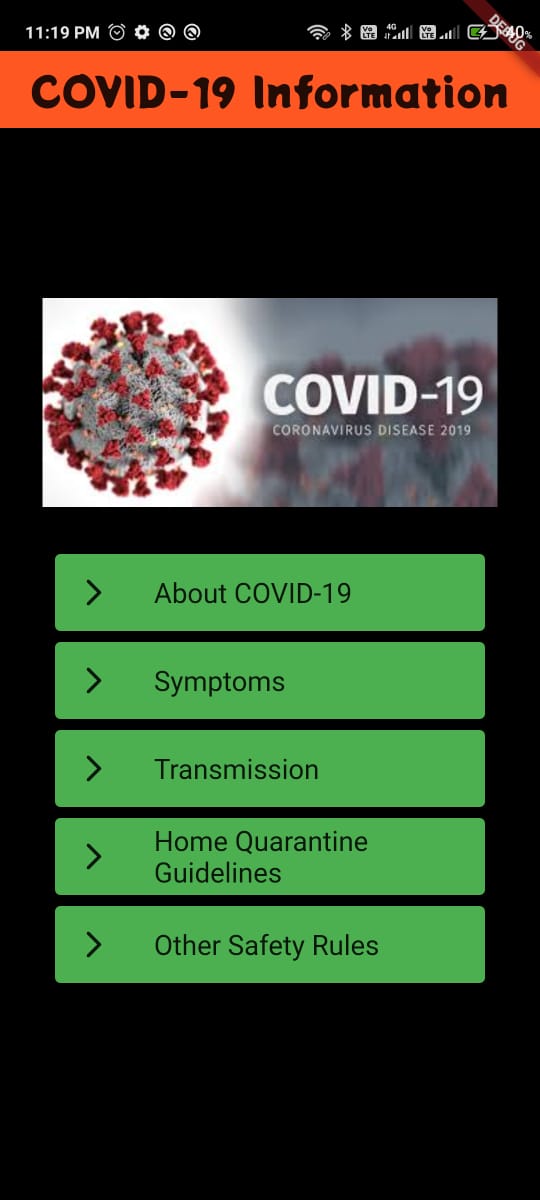 11:19 PM 4G 40%
DEBUG
COVID-19 Information
COVID-19
CORONAVIRUS DISEASE 2019
About COVID-19
Symptoms
Transmission
Home Quarantine
Guidelines
Other Safety Rules